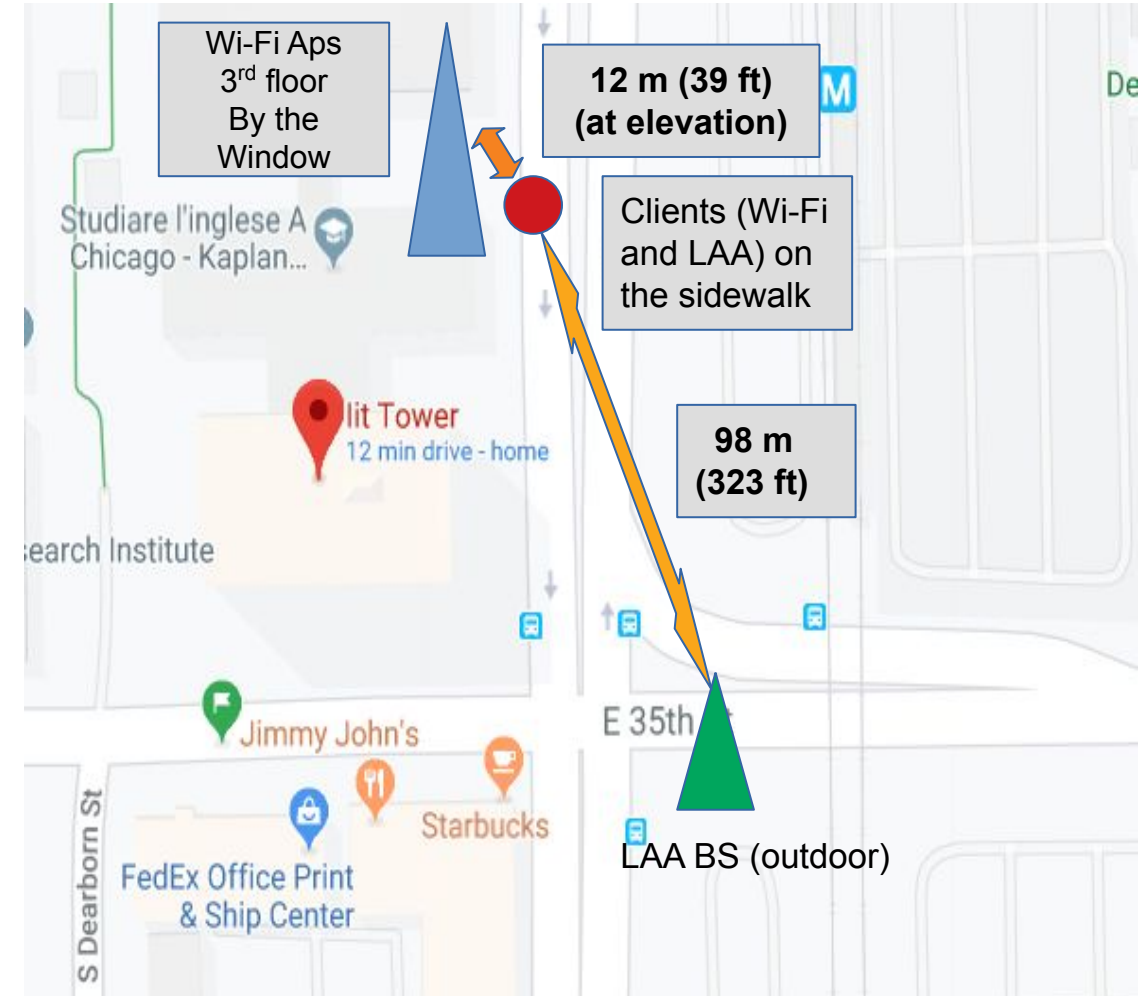 Wi-Fi Aps
3rd floor
By the
Window
12 m (39 ft)
(at elevation)
M
De
Studiare l'inglese A
Chicago - Kaplan...
Clients (Wi-Fi
and LAA) on
the sidewalk
lit Tower
12 min drive - home
98 m
(323 ft)
search Institute
E 35th
Jimmy John's
Starbucks
LAA BS (outdoor)
S Dearborn St
FedEx Office Print
& Ship Center